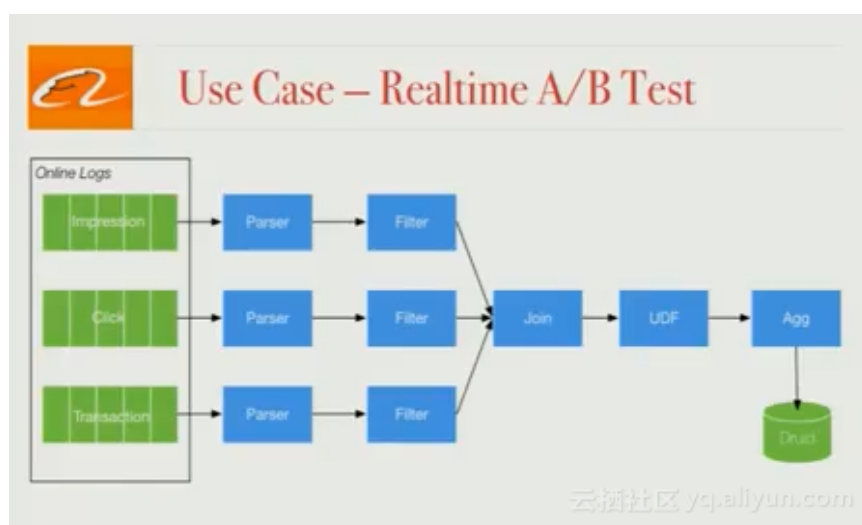 Use Case – Realtime A/B Test
Online Logs
Impression
Parser
Filter
Click
Parser
Filter
Join
UDF
Agg
Transaction
Parser
Filter
Druid
云栖社区 yq.aliyun.com